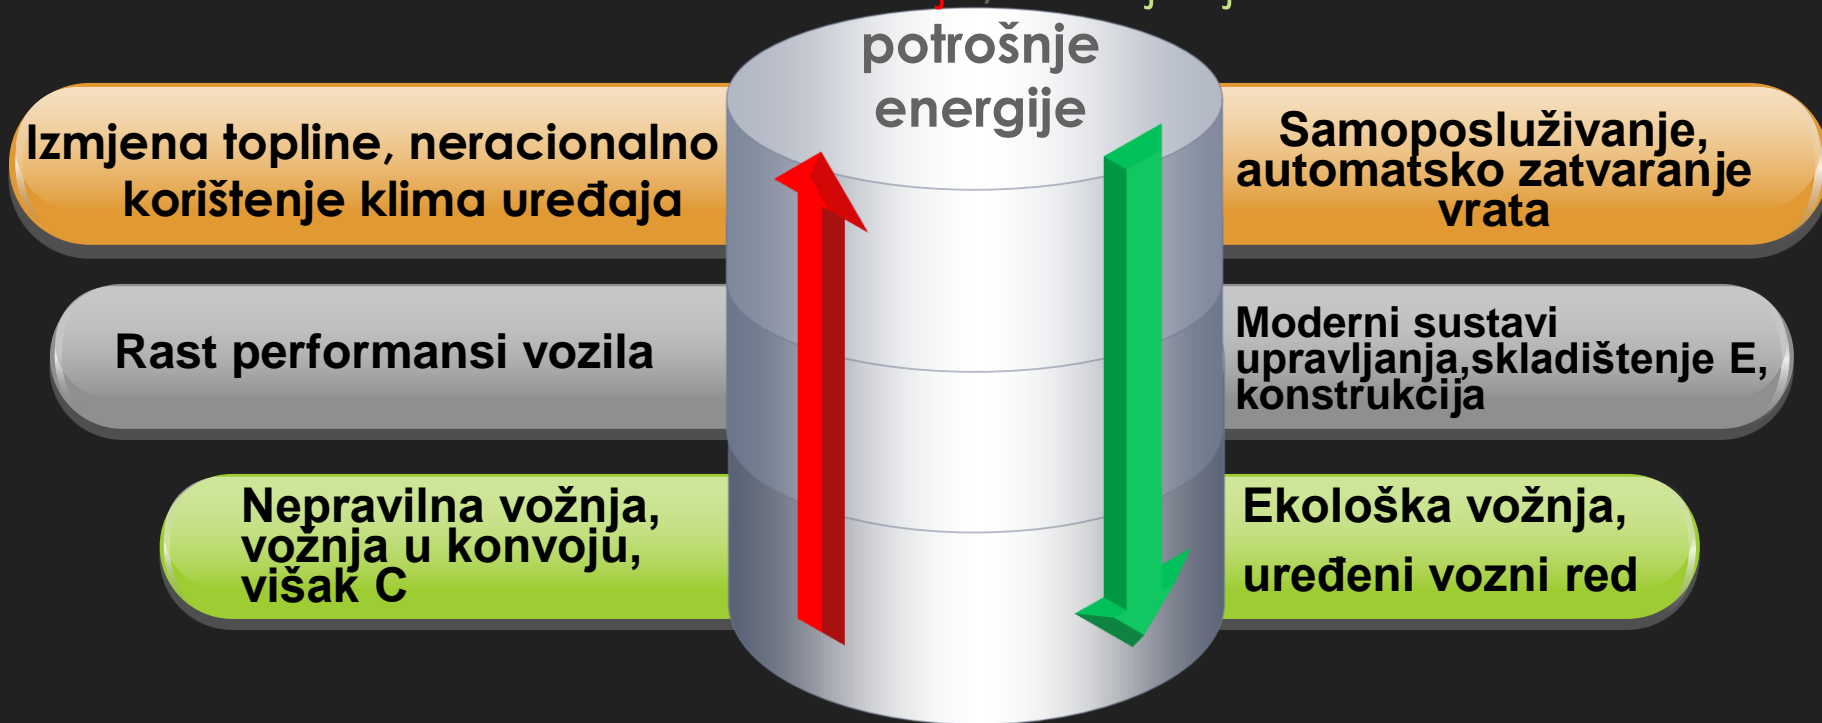 potrošnje
energije
Izmjena topline, neracionalno
korištenje klima uređaja
Samoposluživanje,
automatsko zatvaranje
vrata
Rast performansi vozila
Moderni sustavi
upravljanja,skladištenje E,
konstrukcija
Nepravilna vožnja,
vožnja u konvoju,
višak C
Ekološka vožnja,
uređeni vozni red